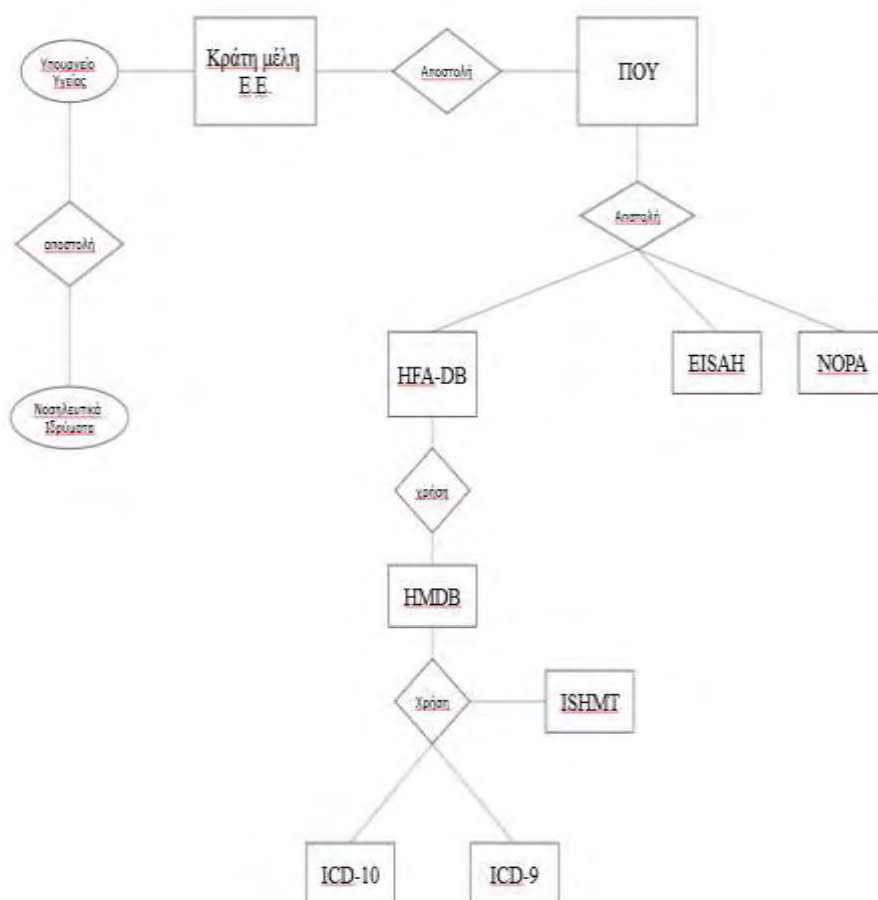 Υπουργείο
Υγείας
Κράτη μέλη
Ε.Ε.
Αποστολή
ΠΟΥ
Αποστολή
αποστολή
HFA-DB
EISAH
NOPA
Νοσηλευτικά
Ιδρύματα
χρήση
HMDB
Χρήση
ISHMT
ICD-10
ICD-9